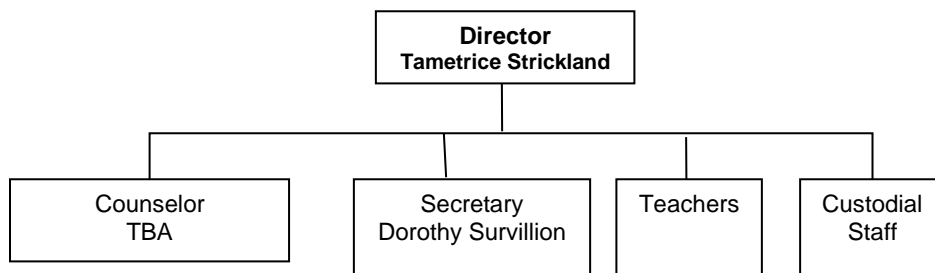 Director
Tametrice Strickland
Counselor
TBA
Secretary
Dorothy Survillion
Teachers
Custodial
Staff